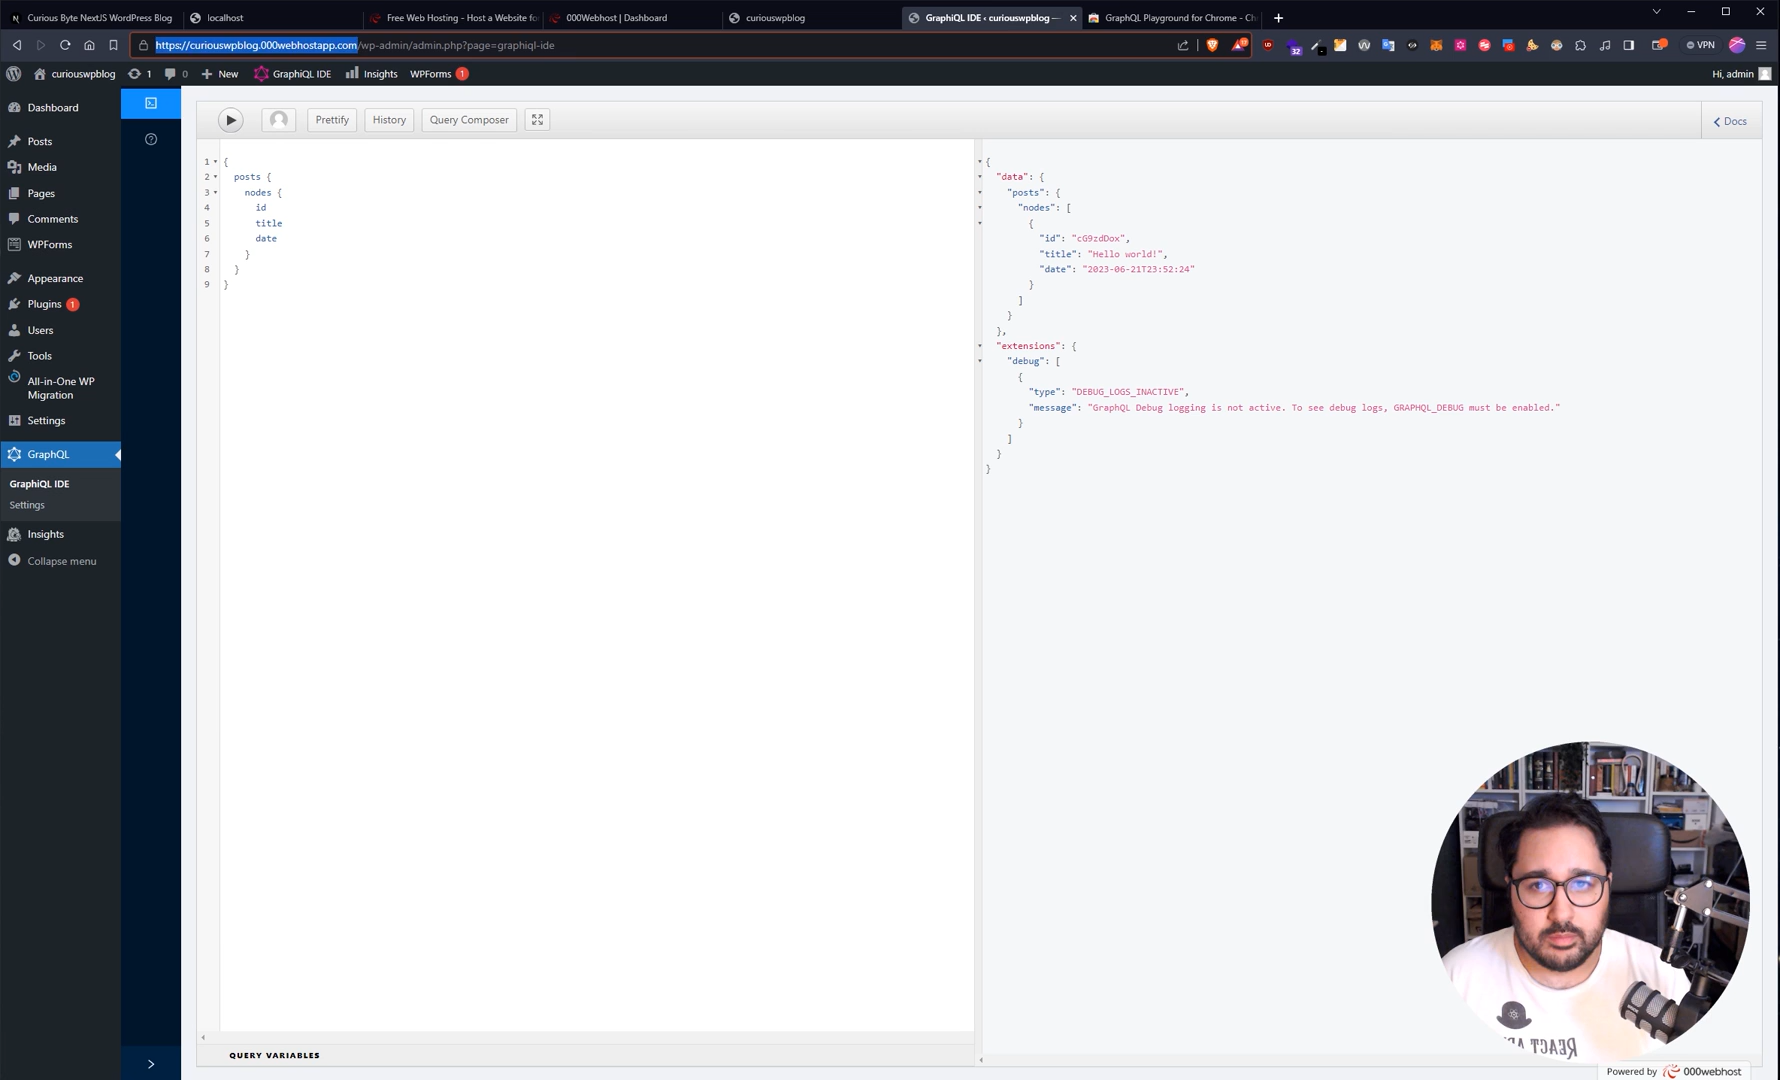 Curious Byte NextJS WordPress Blog
localhost
Free Web Hosting - Host a Website fo
000Webhost | Dashboard
curiouswpblog
GraphiQL IDE ‹ curiouswpblog —
GraphQL Playground for Chrome - Ch
https://curiouswpblog.000webhostapp.com/wp-admin/admin.php?page=graphiql-ide
32
VPN
curiouswpblog
1
0
New
GraphiQL IDE
Insights
WPForms 1
Hi, admin
Dashboard
Posts
Media
Pages
Comments
WPForms
Appearance
Plugins 1
Users
Tools
All-in-One WP
Migration
Settings
GraphQL
GraphiQL IDE
Settings
Insights
Collapse menu
Prettify
History
Query Composer
Docs
1 {
2 posts {
3 nodes {
4 id
5 title
6 date
7 }
8 }
9 }
{
"data": {
"posts": {
"nodes": [
{
"id": "cG9zdDox",
"title": "Hello world!",
"date": "2023-06-21T23:52:24"
}
]
}
},
"extensions": {
"debug": [
{
"type": "DEBUG_LOGS_INACTIVE",
"message": "GraphQL Debug logging is not active. To see debug logs, GRAPHQL_DEBUG must be enabled."
}
]
}
}
QUERY VARIABLES
REACT
Powered by 000webhost